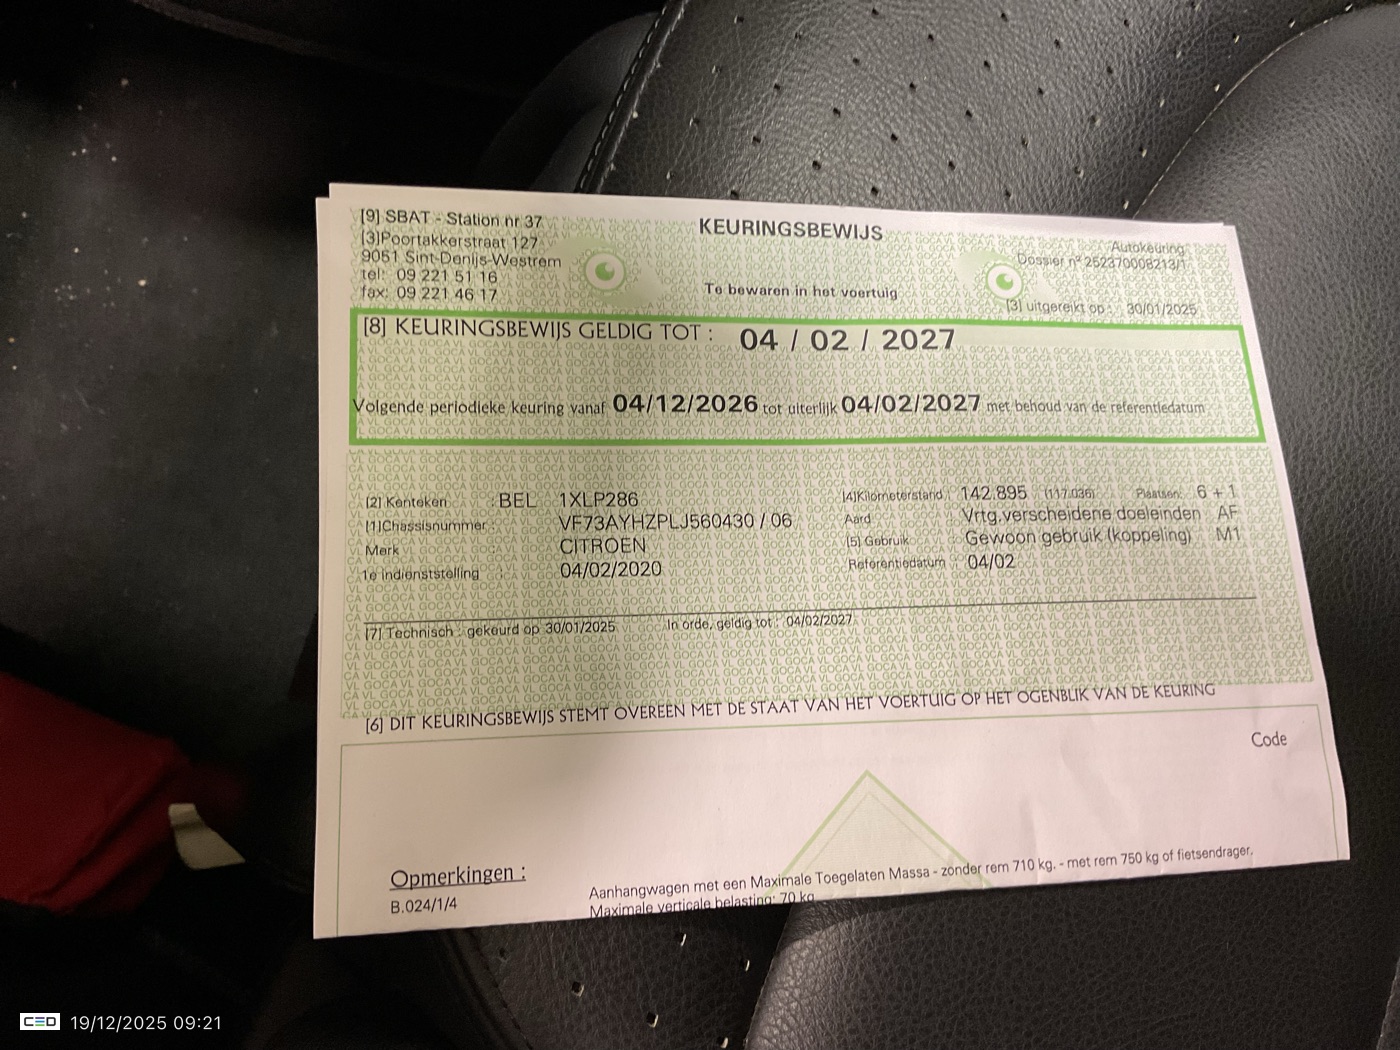 [9] SBAT - Station nr 37
[3]Poortakkerstraat 127
9051 Sint-Denijs-Westrem
tel: 09 221 51 16
fax: 09 221 46 17
KEURINGSBEWIJS
Te bewaren in het voertuig
Autokeuring
Dossier nº 252370008213/1
[3] uitgereikt op : 30/01/2025
[8] KEURINGSBEWIJS GELDIG TOT : 04 / 02 / 2027
Volgende periodieke keuring vanaf 04/12/2026 tot uiterlijk 04/02/2027 met behoud van de referentiedatum
[2] Kenteken : BEL 1XLP286
[1]Chassisnummer : VF73AYHZPLJ560430 / 06
Merk CITROEN
1e indienststelling 04/02/2020
[4]Kilometerstand : 142.895 (117.036) Plaatsen: 6 + 1
Aard Vrtg.verscheidene doeleinden AF
[5] Gebruik Gewoon gebruik (koppeling) M1
Referentiedatum : 04/02
[7] Technisch : gekeurd op 30/01/2025 In orde, geldig tot : 04/02/2027
[6] DIT KEURINGSBEWIJS STEMT OVEREEN MET DE STAAT VAN HET VOERTUIG OP HET OGENBLIK VAN DE KEURING
Code
Opmerkingen :
B.024/1/4
Aanhangwagen met een Maximale Toegelaten Massa - zonder rem 710 kg. - met rem 750 kg of fietsendrager.
Maximale verticale belasting: 70 kg
CED 19/12/2025 09:21